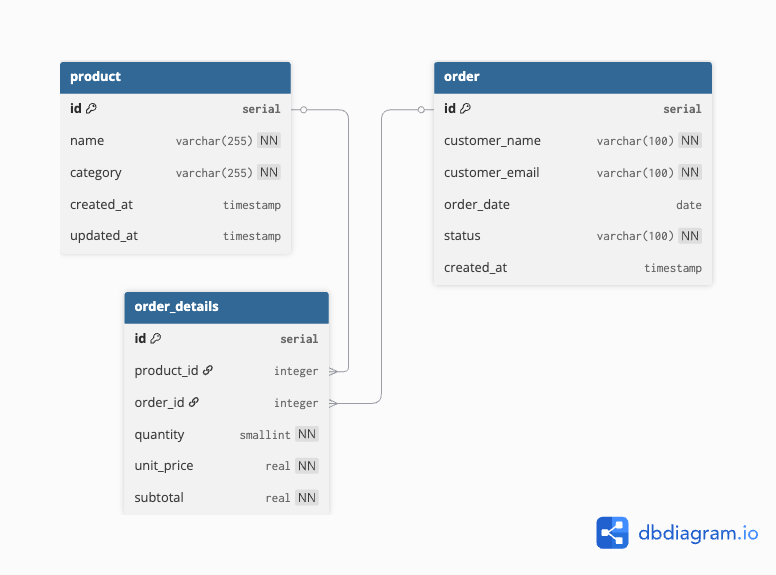 product
id serial
name varchar(255) NN
category varchar(255) NN
created_at timestamp
updated_at timestamp
order
id serial
customer_name varchar(100) NN
customer_email varchar(100) NN
order_date date
status varchar(100) NN
created_at timestamp
order_details
id serial
product_id integer
order_id integer
quantity smallint NN
unit_price real NN
subtotal real NN
dbdiagram.io